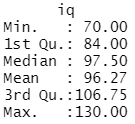 iq
Min.   : 70.00
1st Qu.: 84.00
Median : 97.50
Mean   : 96.27
3rd Qu.:106.75
Max.   :130.00